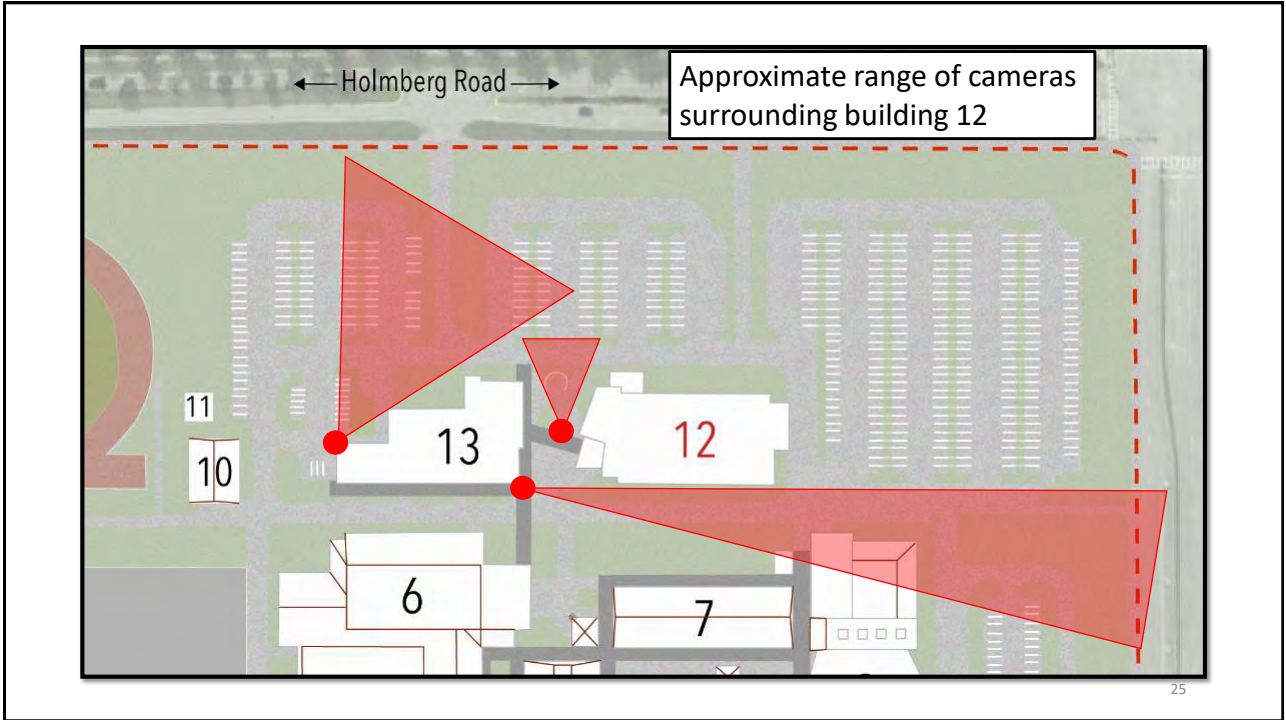 ← Holmberg Road →
Approximate range of cameras
surrounding building 12
11
10
13
12
6
7
25